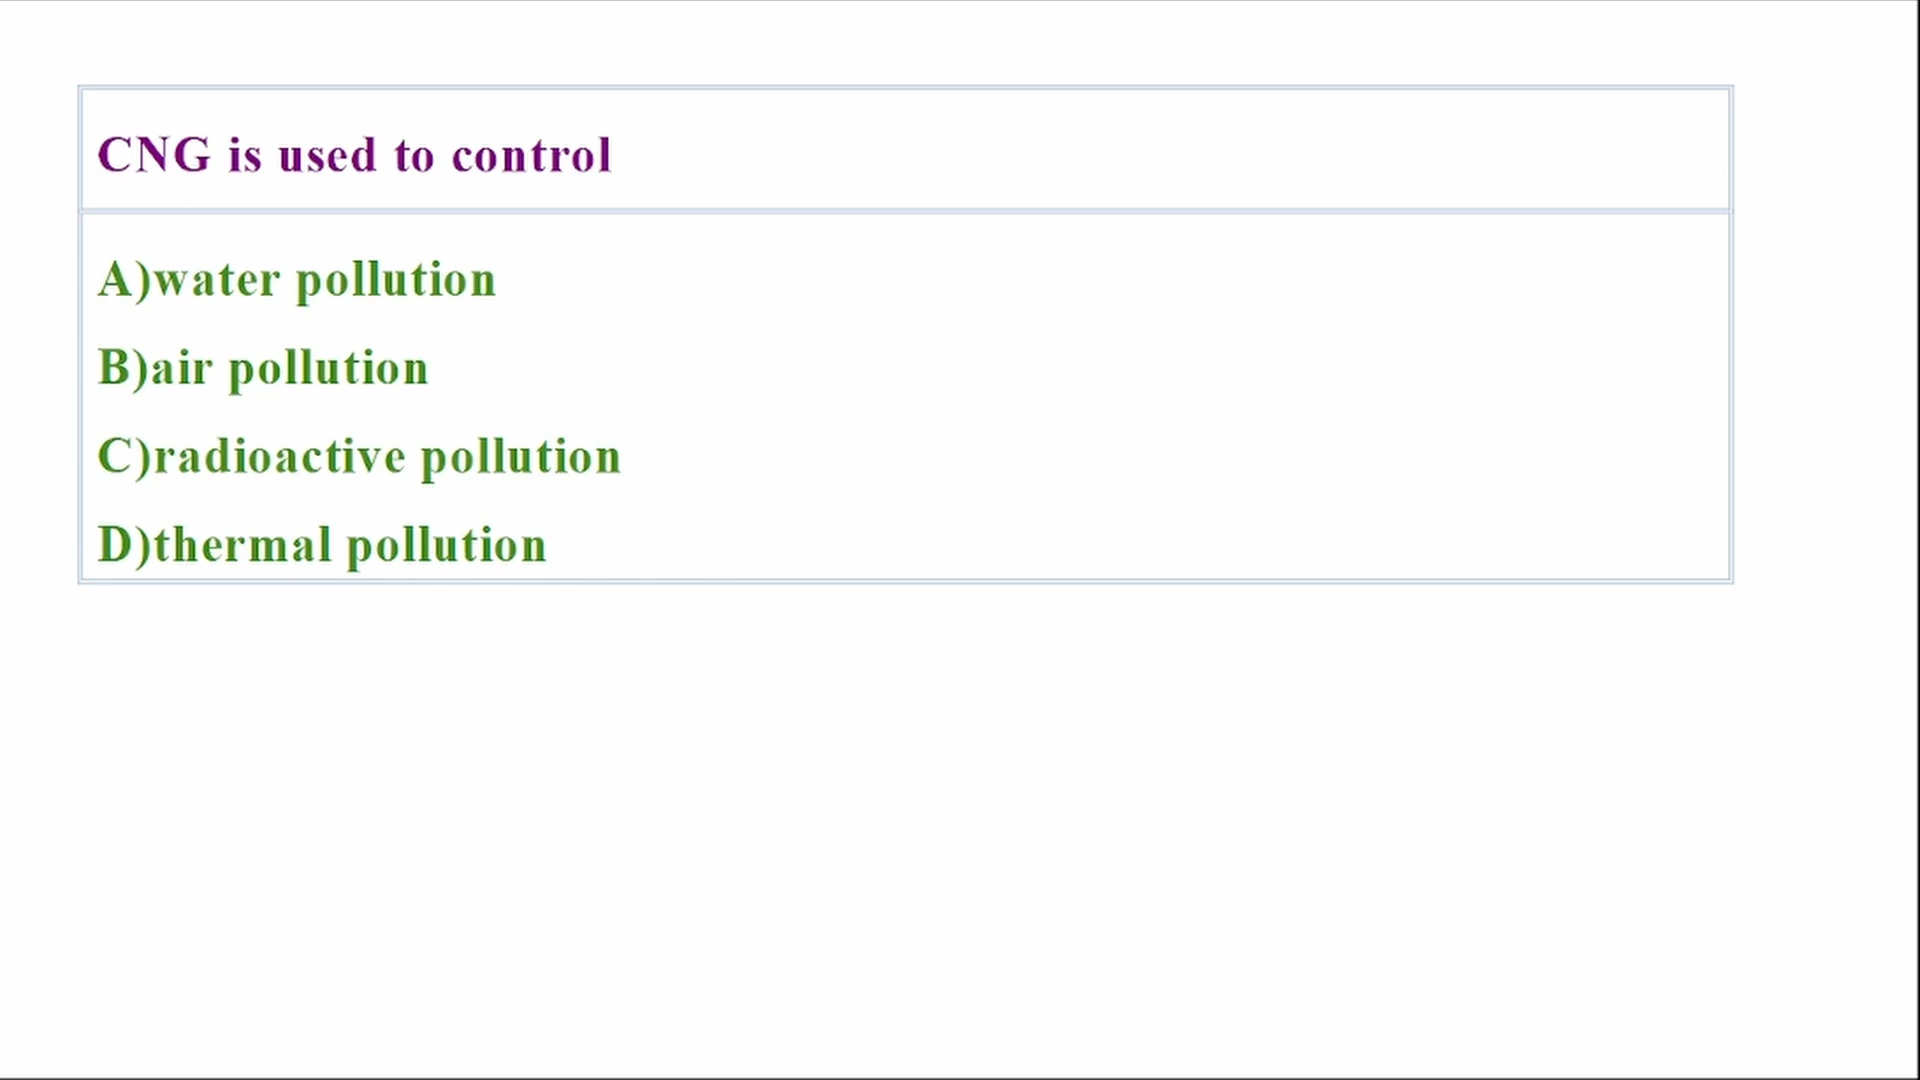 CNG is used to control
A)water pollution
B)air pollution
C)radioactive pollution
D)thermal pollution